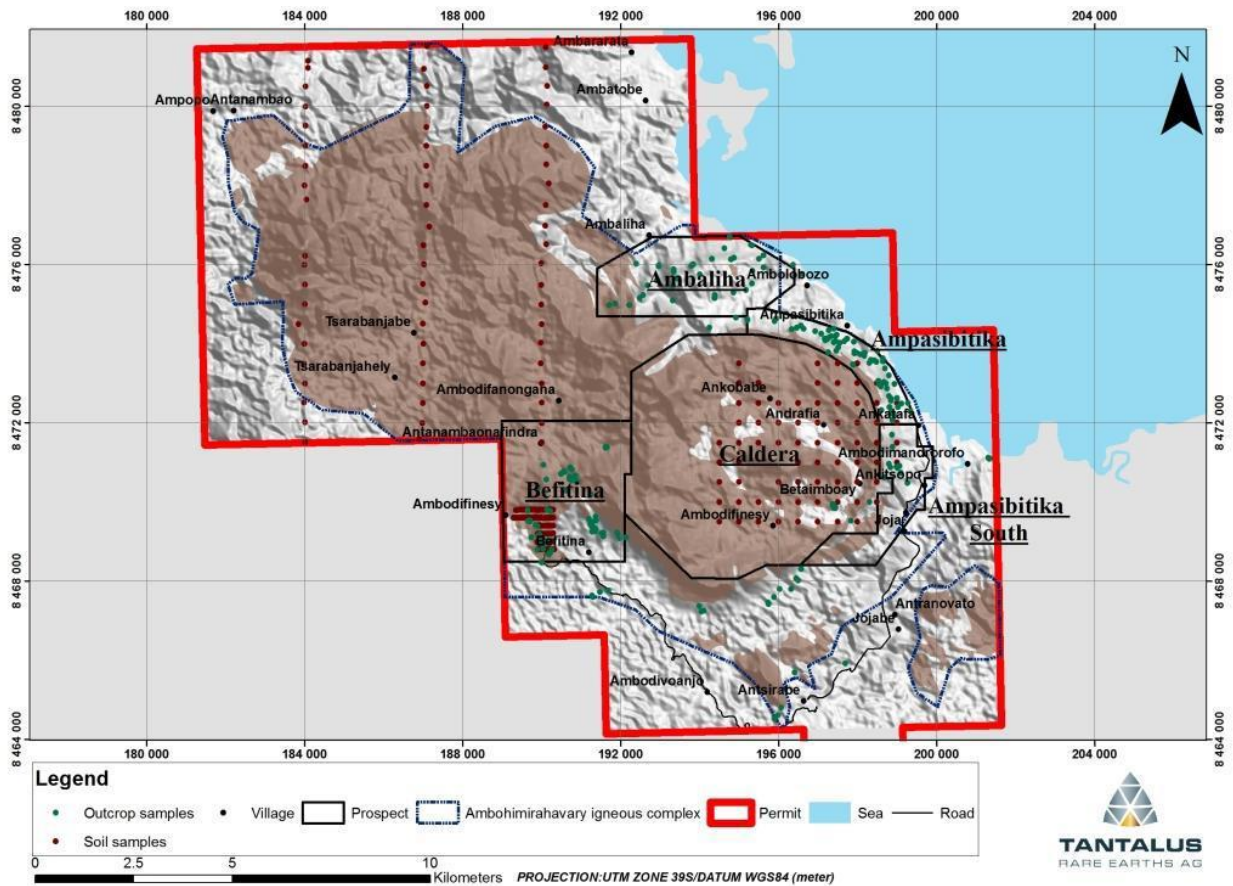 180 000 184 000 188 000 192 000 196 000 200 000 204 000
N
8 480 000 8 480 000
8 476 000 8 476 000
8 472 000 8 472 000
8 468 000 8 468 000
8 464 000 8 464 000
Ambararata
Ambatobe
Ampopo Antanambao
Ambaliha
Ambaliha
Ambolobozo
Ampasibitika
Ampasibitika
Tsarabanjabe
Tsarabanjahely
Ambodifanongana
Ankobabe
Andrafia
Ankatafa
Antanambaonafindra
Caldera
Ambodimandrorofo
Ankitsopo
Betaimboay
Befitina
Ambodifinesy
Ambodifinesy
Ampasibitika
South
Joja
Befitina
Antranovato
Jojabe
Ambodivoanjo
Antsirabe
180 000 184 000 188 000 192 000 196 000 200 000 204 000
Legend
Outcrop samples
Village
Prospect
Ambohimirahavary igneous complex
Permit
Sea
Road
Soil samples
0 2.5 5 10
Kilometers
PROJECTION:UTM ZONE 39S/DATUM WGS84 (meter)
TANTALUS
RARE EARTHS AG